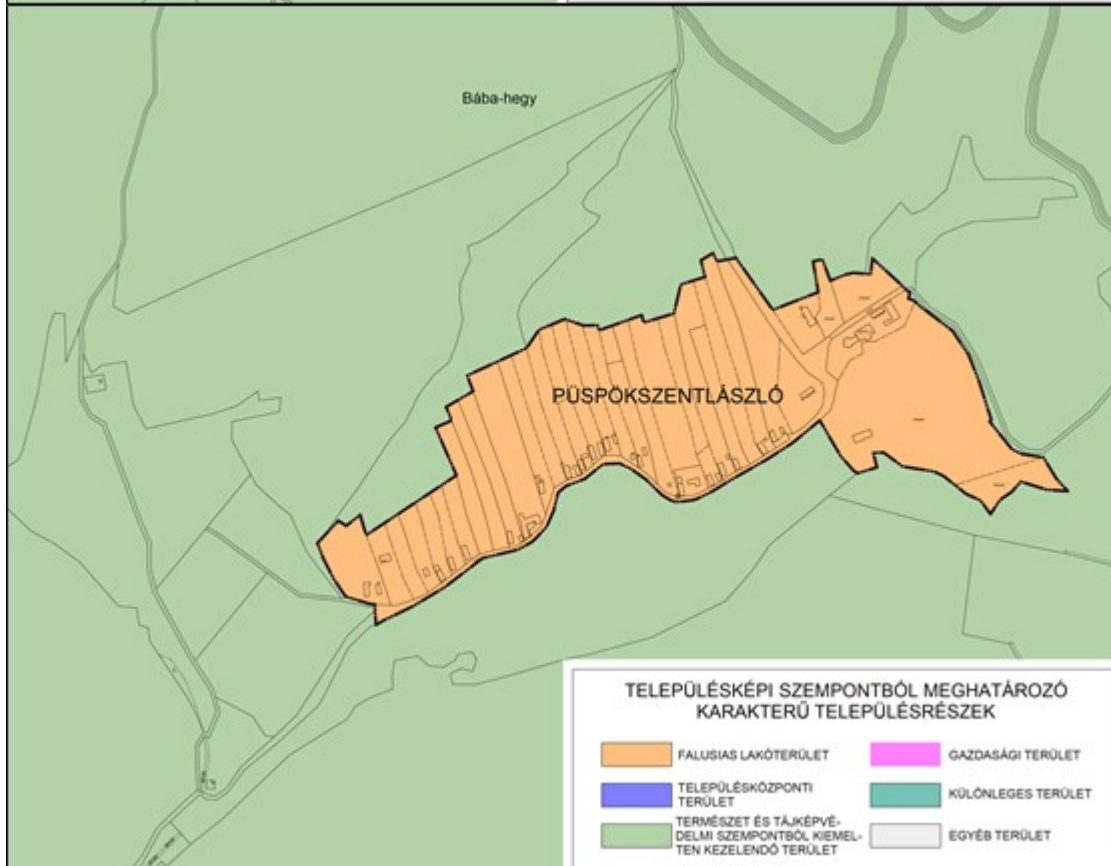 Bába-hegy
PÜSPÖKSZENTLÁSZLÓ
TELEPÜLÉSKÉPI SZEMPONTBÓL MEGHATÁROZÓ
KARAKTERŰ TELEPÜLÉSRÉSZEK
FALUSIAS LAKÓTERÜLET
GAZDASÁGI TERÜLET
TELEPÜLÉSKÖZPONTI
TERÜLET
KÜLÖNLEGES TERÜLET
TERMÉSZET ÉS TÁJKÉPVÉ-
DELMI SZEMPONTBÓL KIEMEL-
TEN KEZELENDŐ TERÜLET
EGYÉB TERÜLET